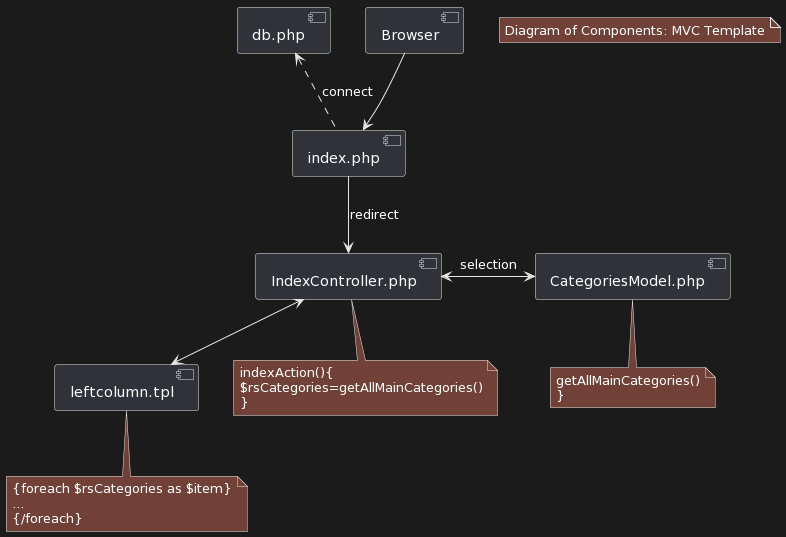 db.php
Browser
Diagram of Components: MVC Template
connect
index.php
redirect
IndexController.php
selection
CategoriesModel.php
leftcolumn.tpl
indexAction(){
$rsCategories=getAllMainCategories()
}
getAllMainCategories()
}
{foreach $rsCategories as $item}
...
{/foreach}